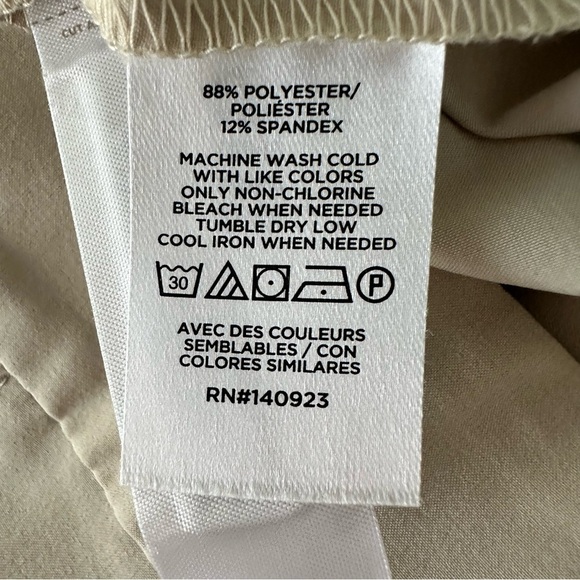 CUT
88% POLYESTER/
POLIÉSTER
12% SPANDEX
MACHINE WASH COLD
WITH LIKE COLORS
ONLY NON-CHLORINE
BLEACH WHEN NEEDED
TUMBLE DRY LOW
COOL IRON WHEN NEEDED
30 P
AVEC DES COULEURS
SEMBLABLES / CON
COLORES SIMILARES
RN#140923